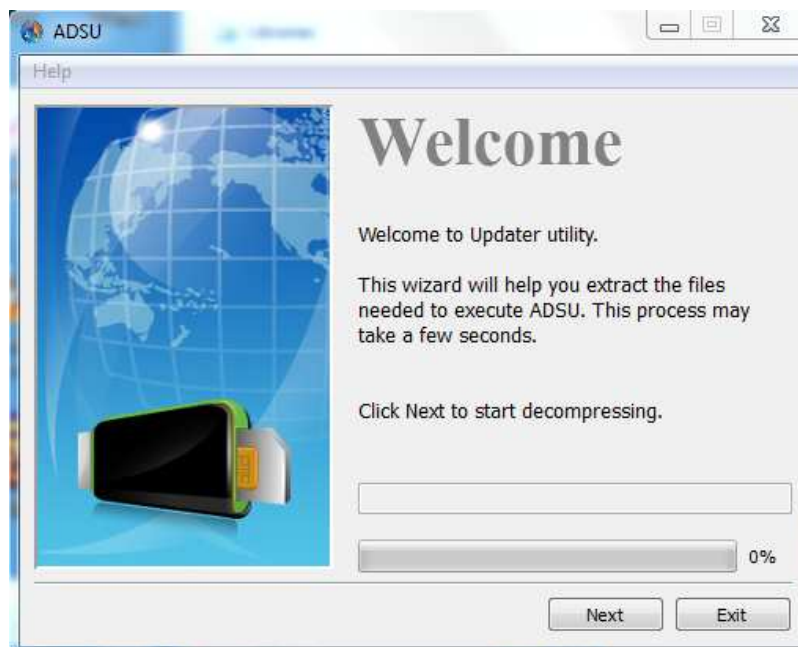 ADSU
Help
Welcome
Welcome to Updater utility.
This wizard will help you extract the files
needed to execute ADSU. This process may
take a few seconds.
Click Next to start decompressing.
0%
Next
Exit